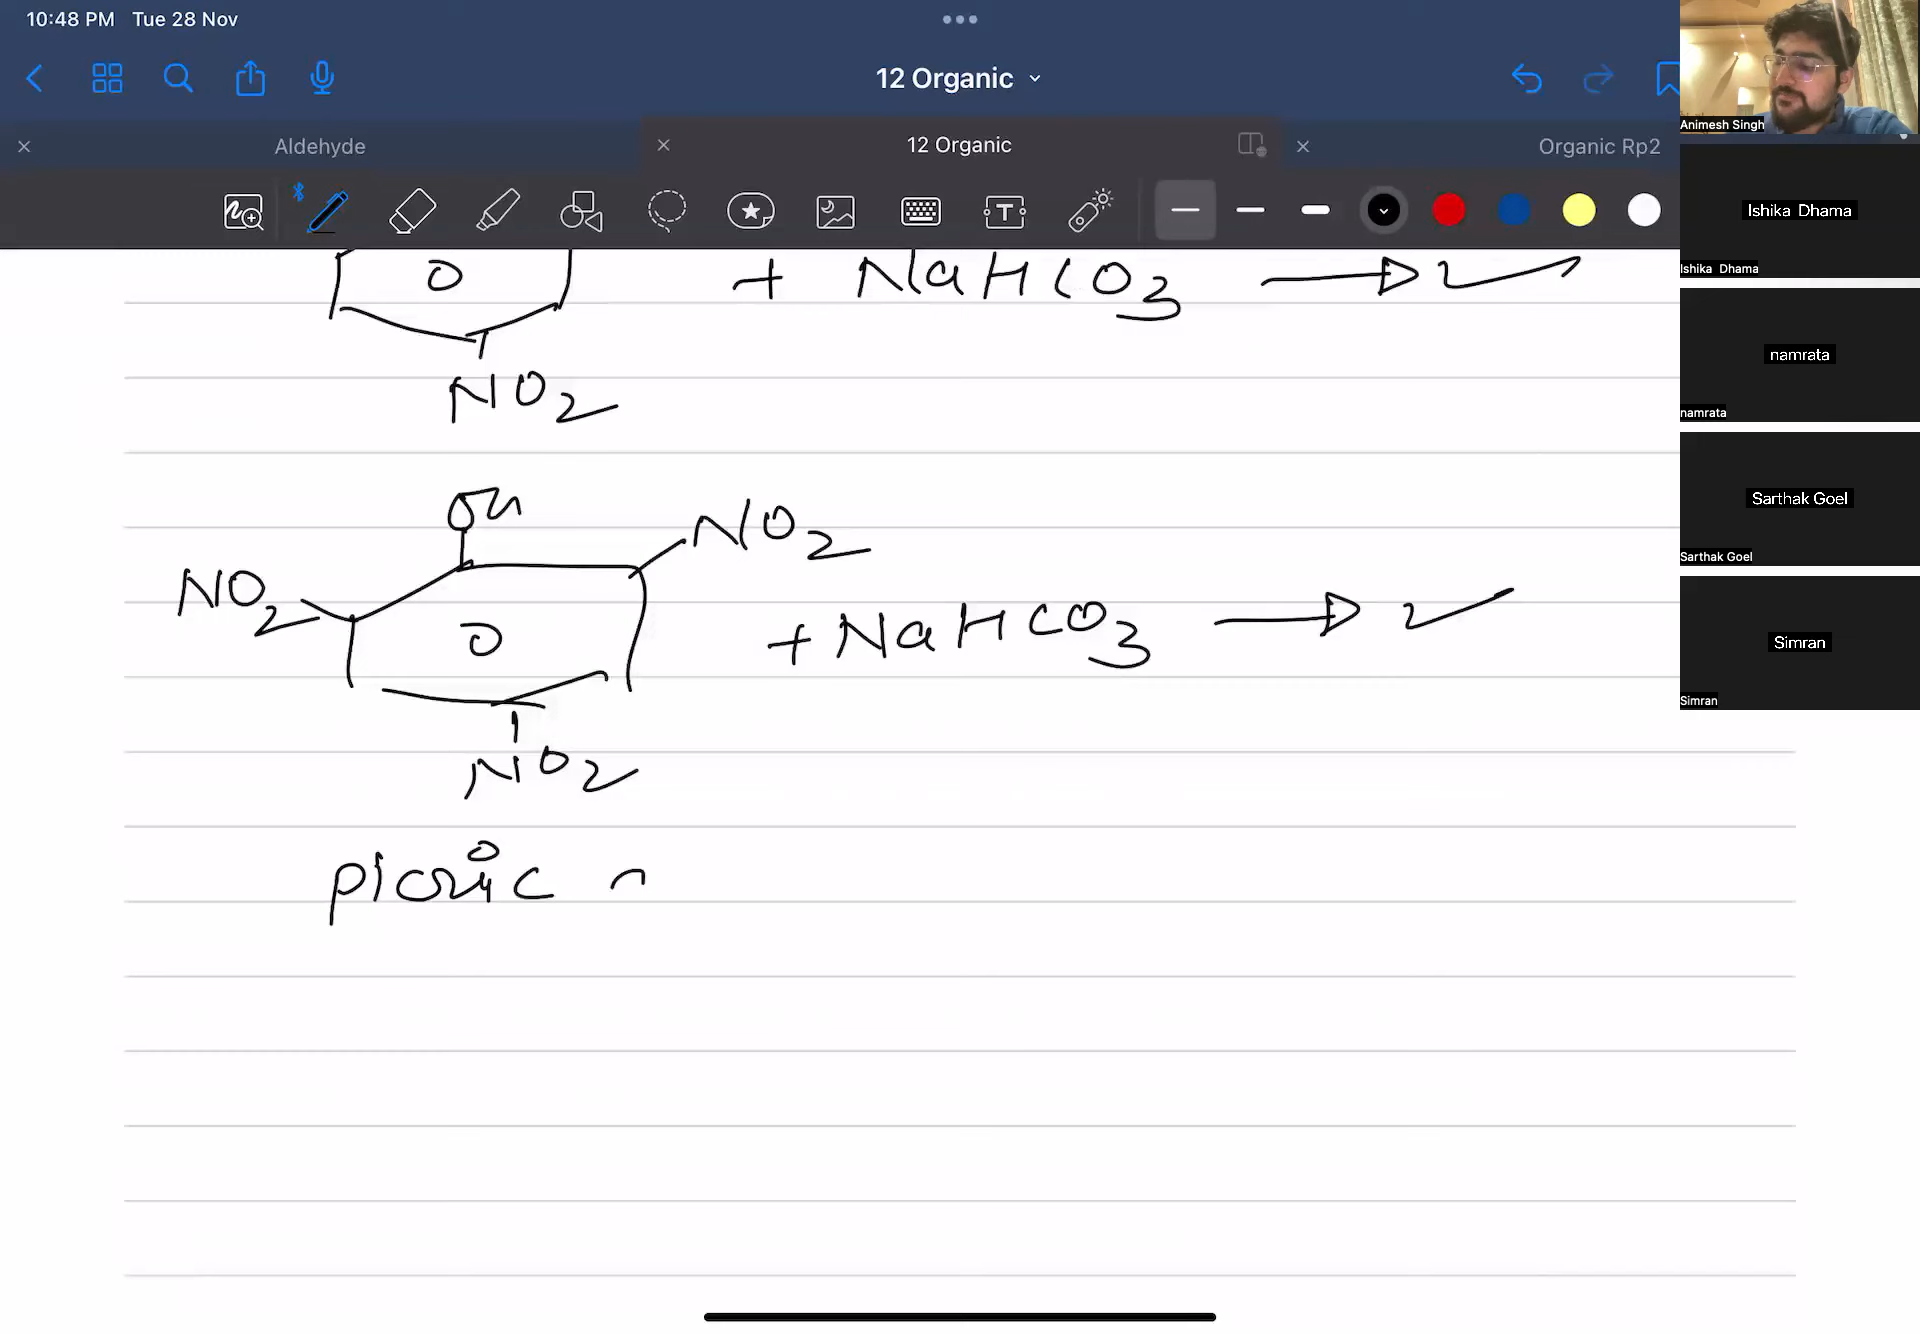 10:48 PM Tue 28 Nov
12 Organic
Aldehyde
12 Organic
Organic Rp2
Animesh Singh
Ishika Dhama
Ishika Dhama
namrata
namrata
Sarthak Goel
Sarthak Goel
Simran
Simran
+ NaHCO3
NO2
OH
NO2
NO2
+ NaHCO3
NO2
picric